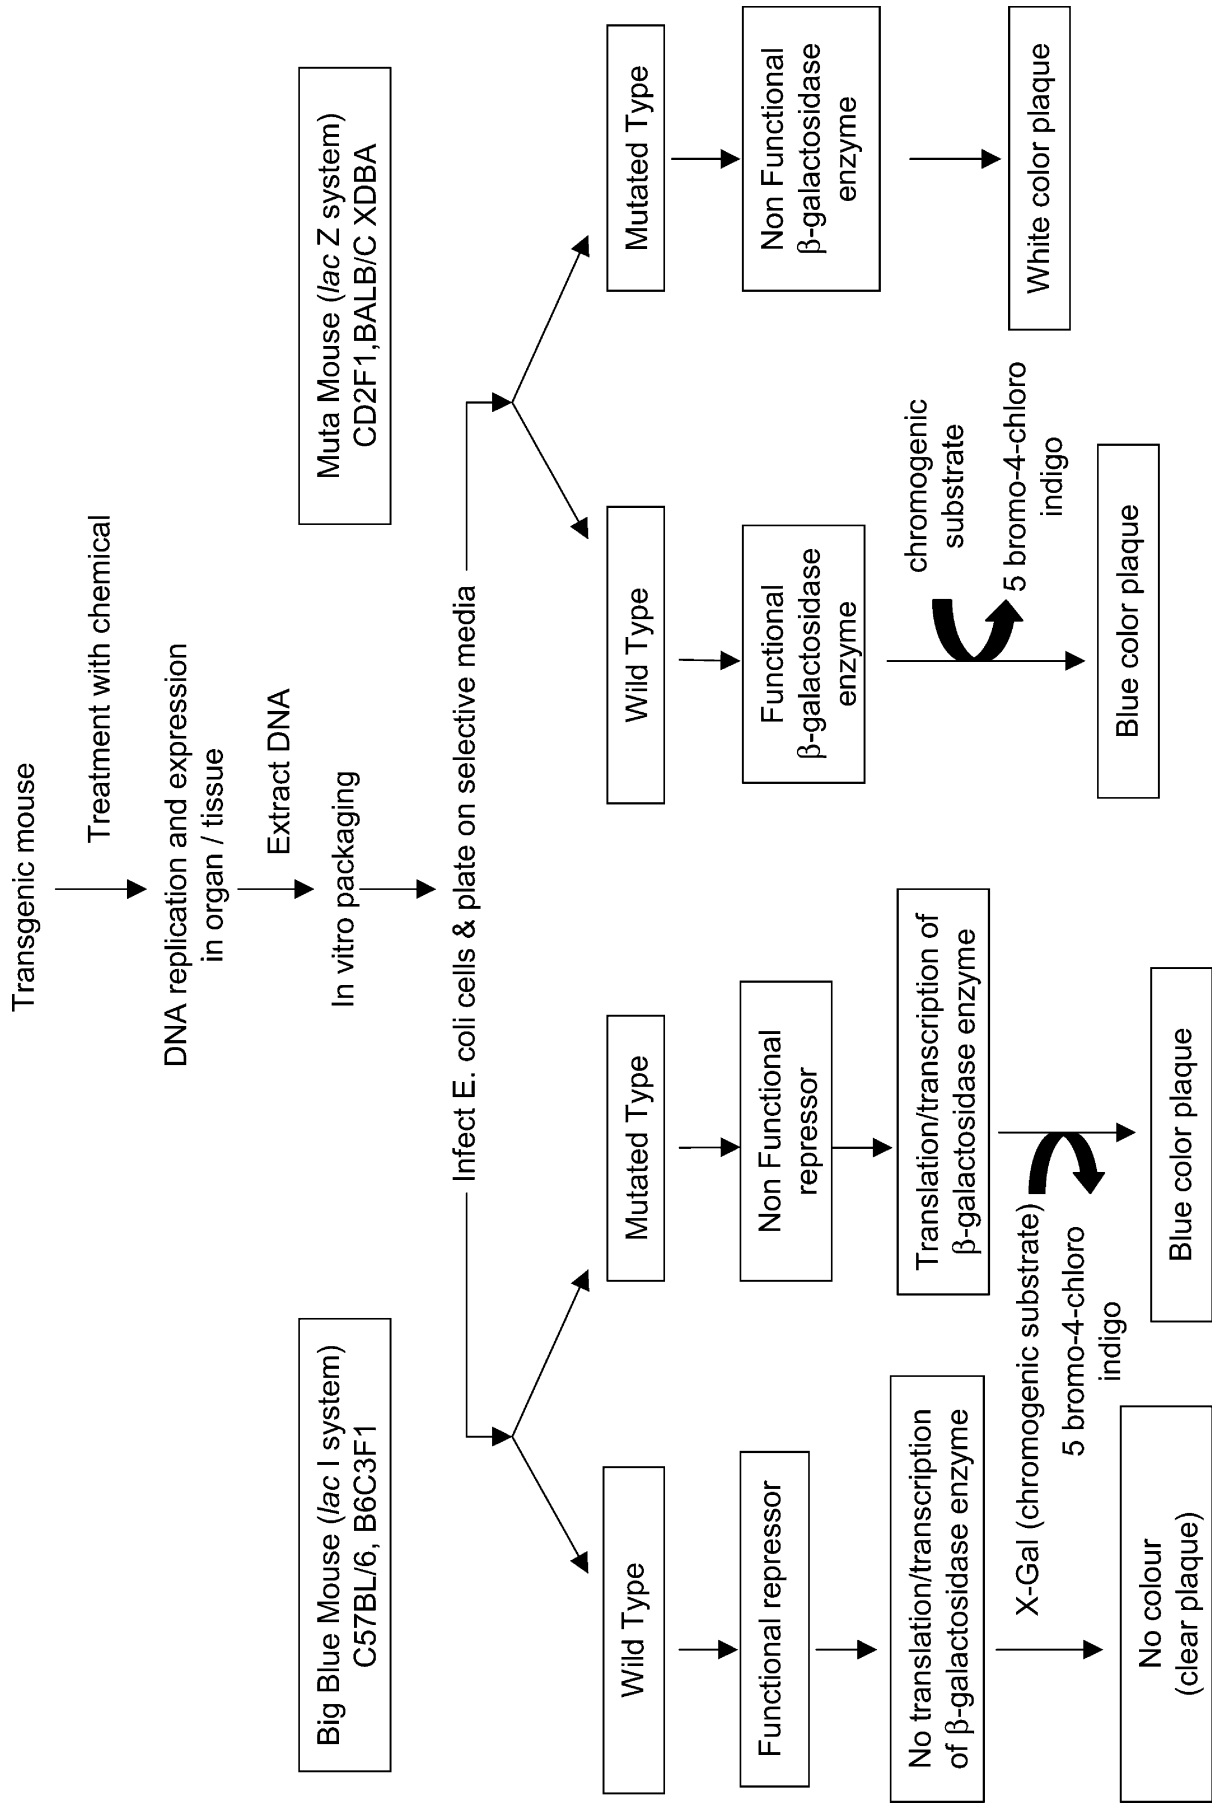 Transgenic mouse
Treatment with chemical
DNA replication and expression
in organ / tissue
Extract DNA
In vitro packaging
Big Blue Mouse (lac I system)
C57BL/6, B6C3F1
Muta Mouse (lac Z system)
CD2F1,BALB/C XDBA
Infect E. coli cells & plate on selective media
Wild Type
Mutated Type
Wild Type
Mutated Type
Functional repressor
Non Functional
repressor
Functional
β-galactosidase
enzyme
Non Functional
β-galactosidase
enzyme
No translation/transcription
of β-galactosidase enzyme
Translation/transcription of
β-galactosidase enzyme
chromogenic
substrate
5 bromo-4-chloro
indigo
X-Gal (chromogenic substrate)
5 bromo-4-chloro
indigo
No colour
(clear plaque)
Blue color plaque
Blue color plaque
White color plaque